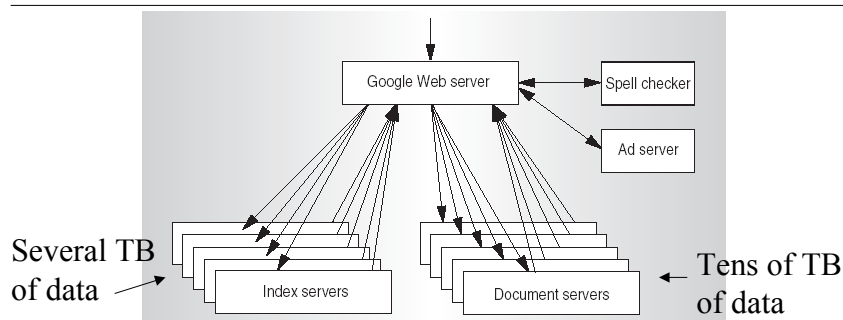 Google Web server
Spell checker
Ad server
Several TB
of data
Index servers
Document servers
Tens of TB
of data